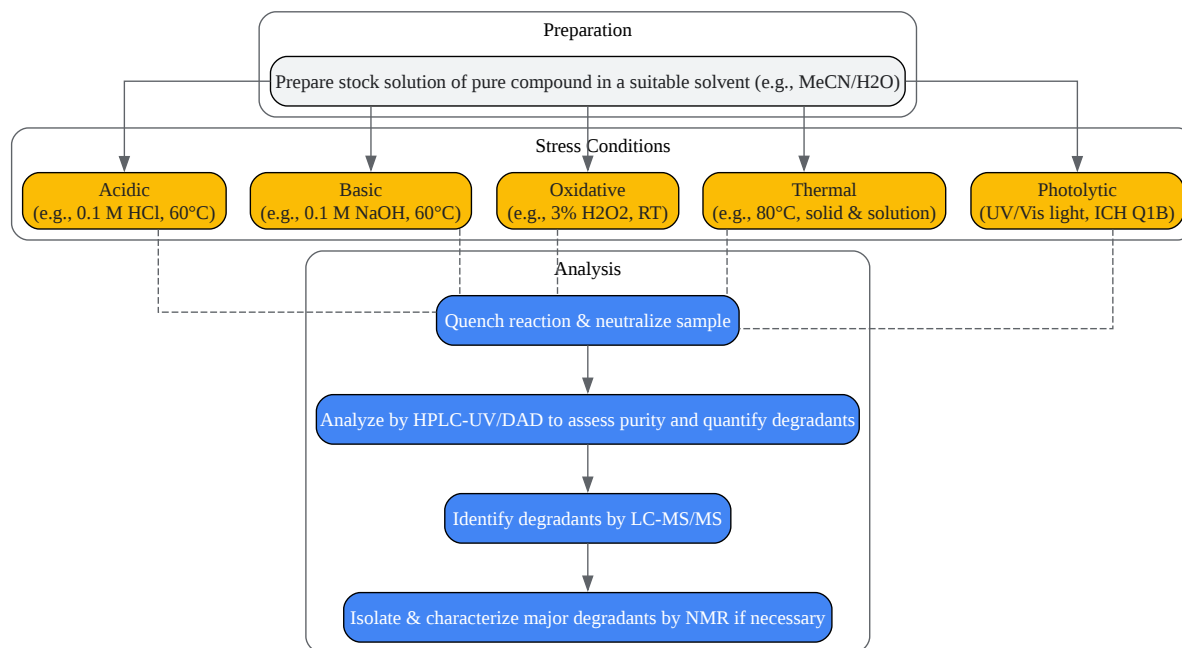 Preparation
Prepare stock solution of pure compound in a suitable solvent (e.g., MeCN/H2O)
Stress Conditions
Acidic
(e.g., 0.1 M HCl, 60°C)
Basic
(e.g., 0.1 M NaOH, 60°C)
Oxidative
(e.g., 3% H2O2, RT)
Thermal
(e.g., 80°C, solid & solution)
Photolytic
(UV/Vis light, ICH Q1B)
Analysis
Quench reaction & neutralize sample
Analyze by HPLC-UV/DAD to assess purity and quantify degradants
Identify degradants by LC-MS/MS
Isolate & characterize major degradants by NMR if necessary